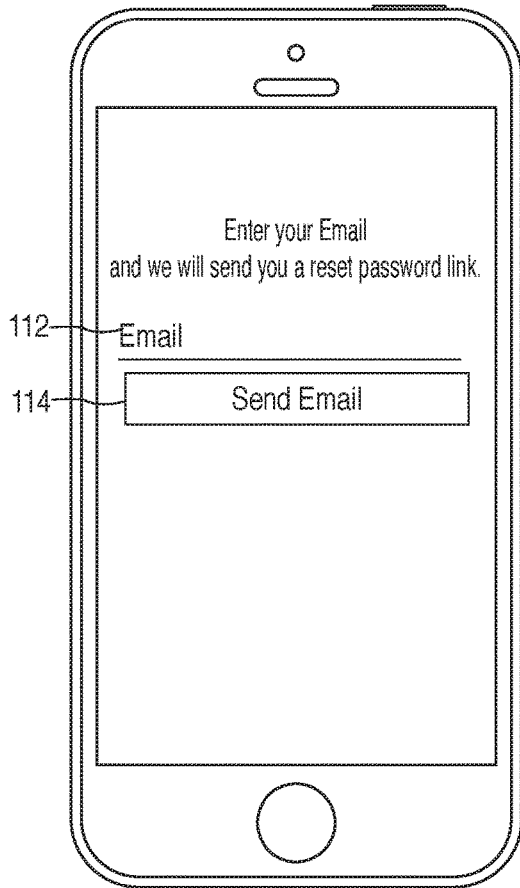 Enter your Email
and we will send you a reset password link.
112
Email
114
Send Email